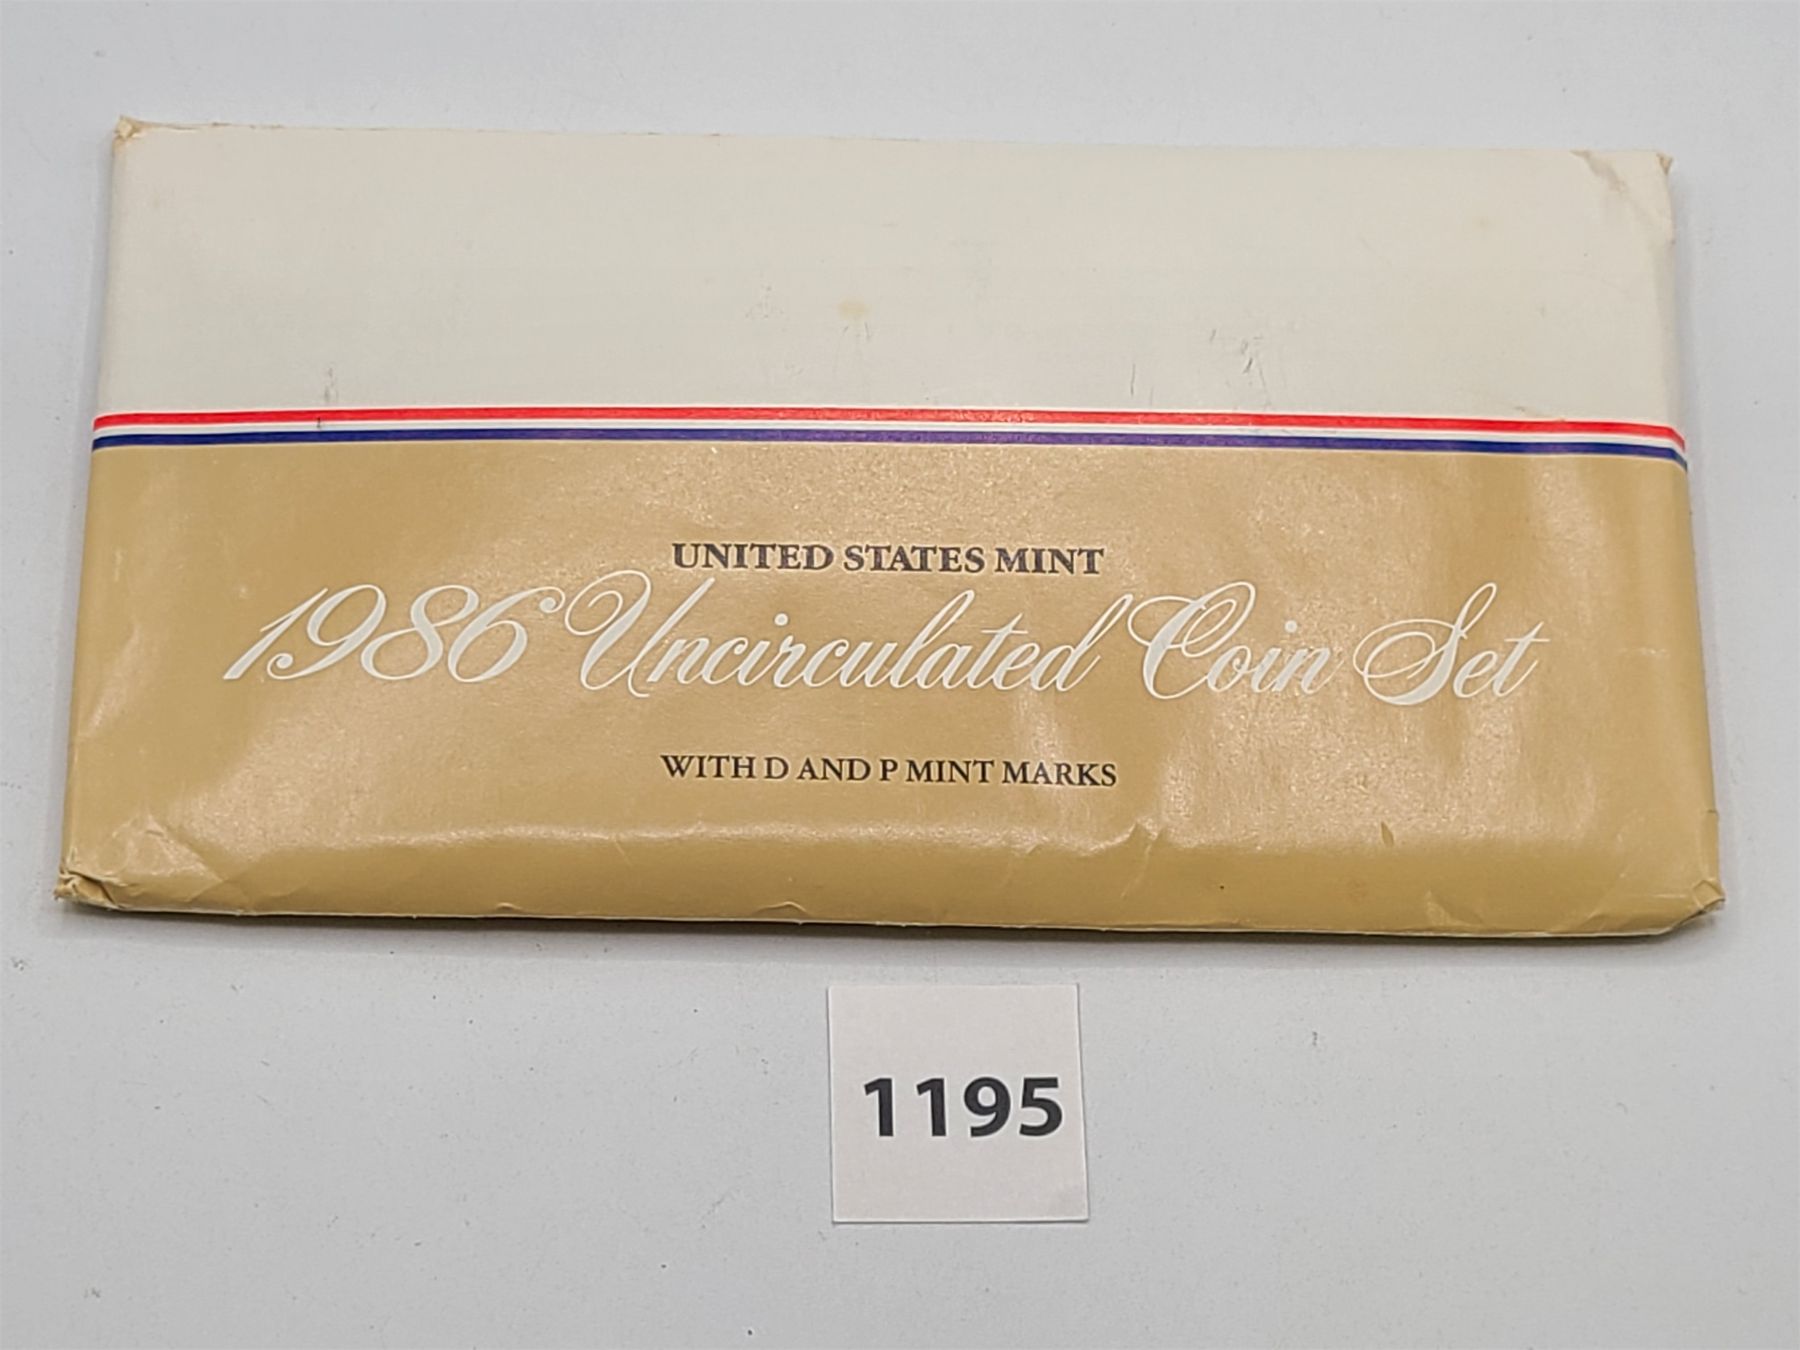 UNITED STATES MINT
1986 Uncirculated Coin Set
WITH D AND P MINT MARKS
1195